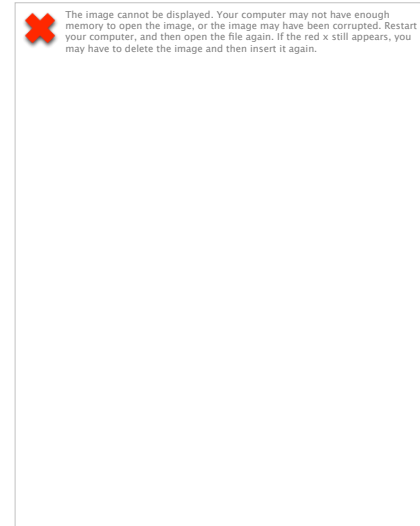 The image cannot be displayed. Your computer may not have enough
memory to open the image, or the image may have been corrupted. Restart
your computer, and then open the file again. If the red x still appears, you
may have to delete the image and then insert it again.